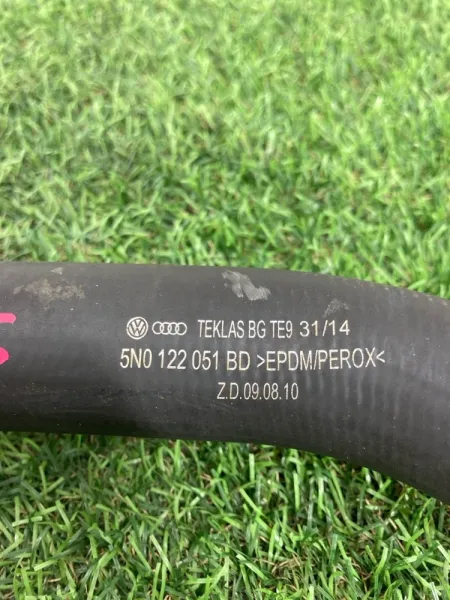 TEKLAS BG TE9 31/14
5N0 122 051 BD >EPDM/PEROX<
Z.D.09.08.10